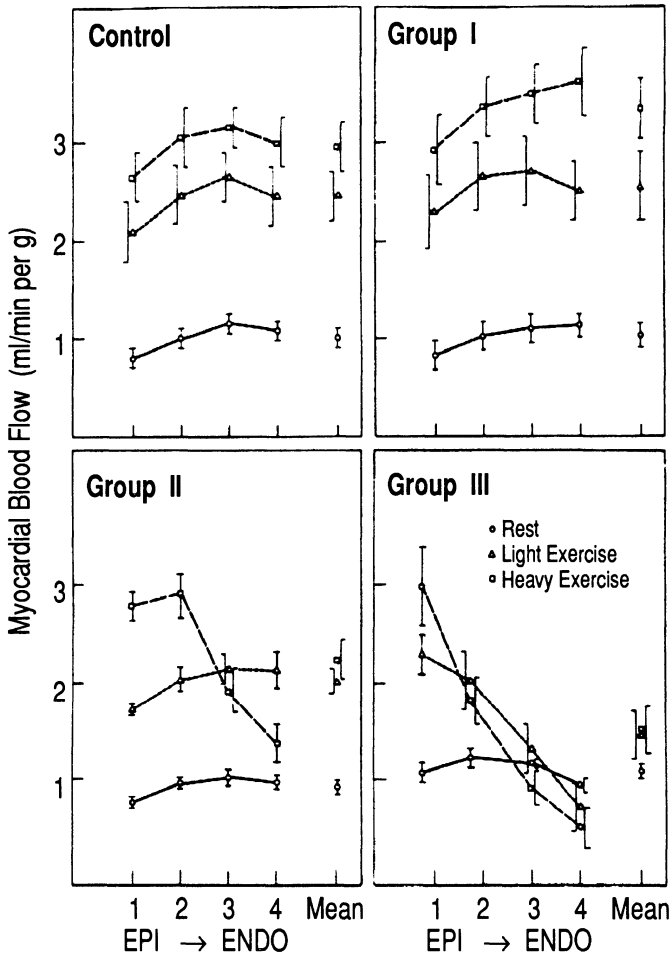 Control
Group I
Myocardial Blood Flow (ml/min per g)
3
2
1
Group II
Group III
Rest
Light Exercise
Heavy Exercise
3
2
1
1 2 3 4 Mean
EPI → ENDO
1 2 3 4 Mean
EPI → ENDO